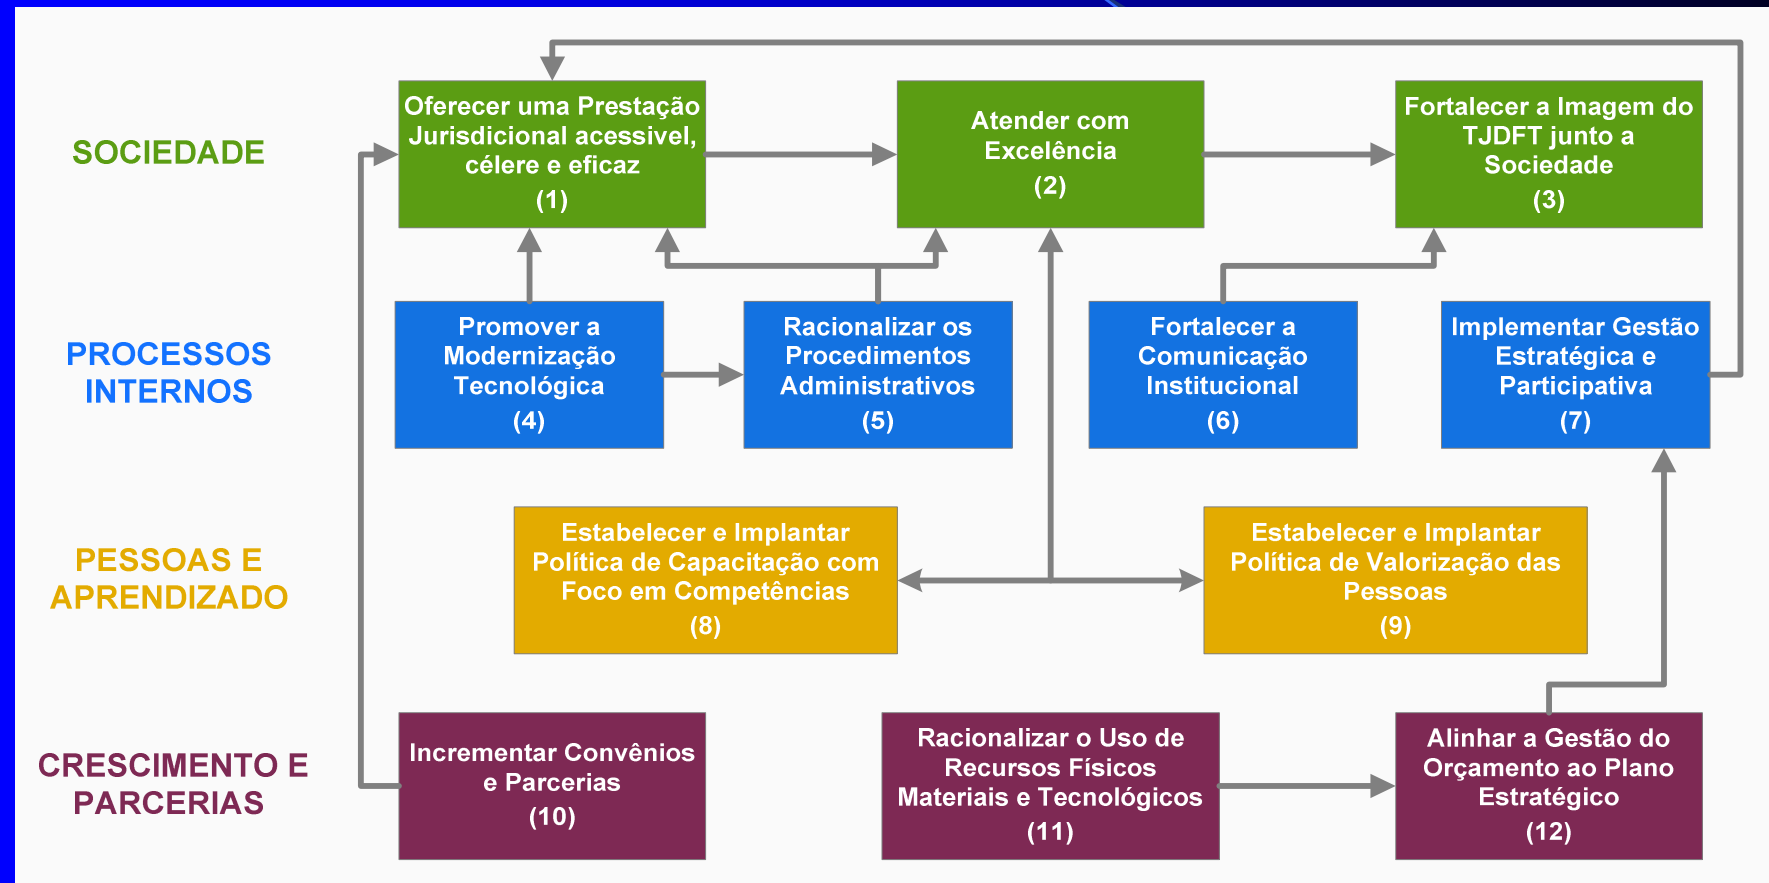 SOCIEDADE
Oferecer uma Prestação
Jurisdicional acessivel,
célere e eficaz
(1)
Atender com
Excelência
(2)
Fortalecer a Imagem do
TJDFT junto a
Sociedade
(3)
PROCESSOS
INTERNOS
Promover a
Modernização
Tecnológica
(4)
Racionalizar os
Procedimentos
Administrativos
(5)
Fortalecer a
Comunicação
Institucional
(6)
Implementar Gestão
Estratégica e
Participativa
(7)
PESSOAS E
APRENDIZADO
Estabelecer e Implantar
Política de Capacitação com
Foco em Competências
(8)
Estabelecer e Implantar
Política de Valorização das
Pessoas
(9)
CRESCIMENTO E
PARCERIAS
Incrementar Convênios
e Parcerias
(10)
Racionalizar o Uso de
Recursos Físicos
Materiais e Tecnológicos
(11)
Alinhar a Gestão do
Orçamento ao Plano
Estratégico
(12)